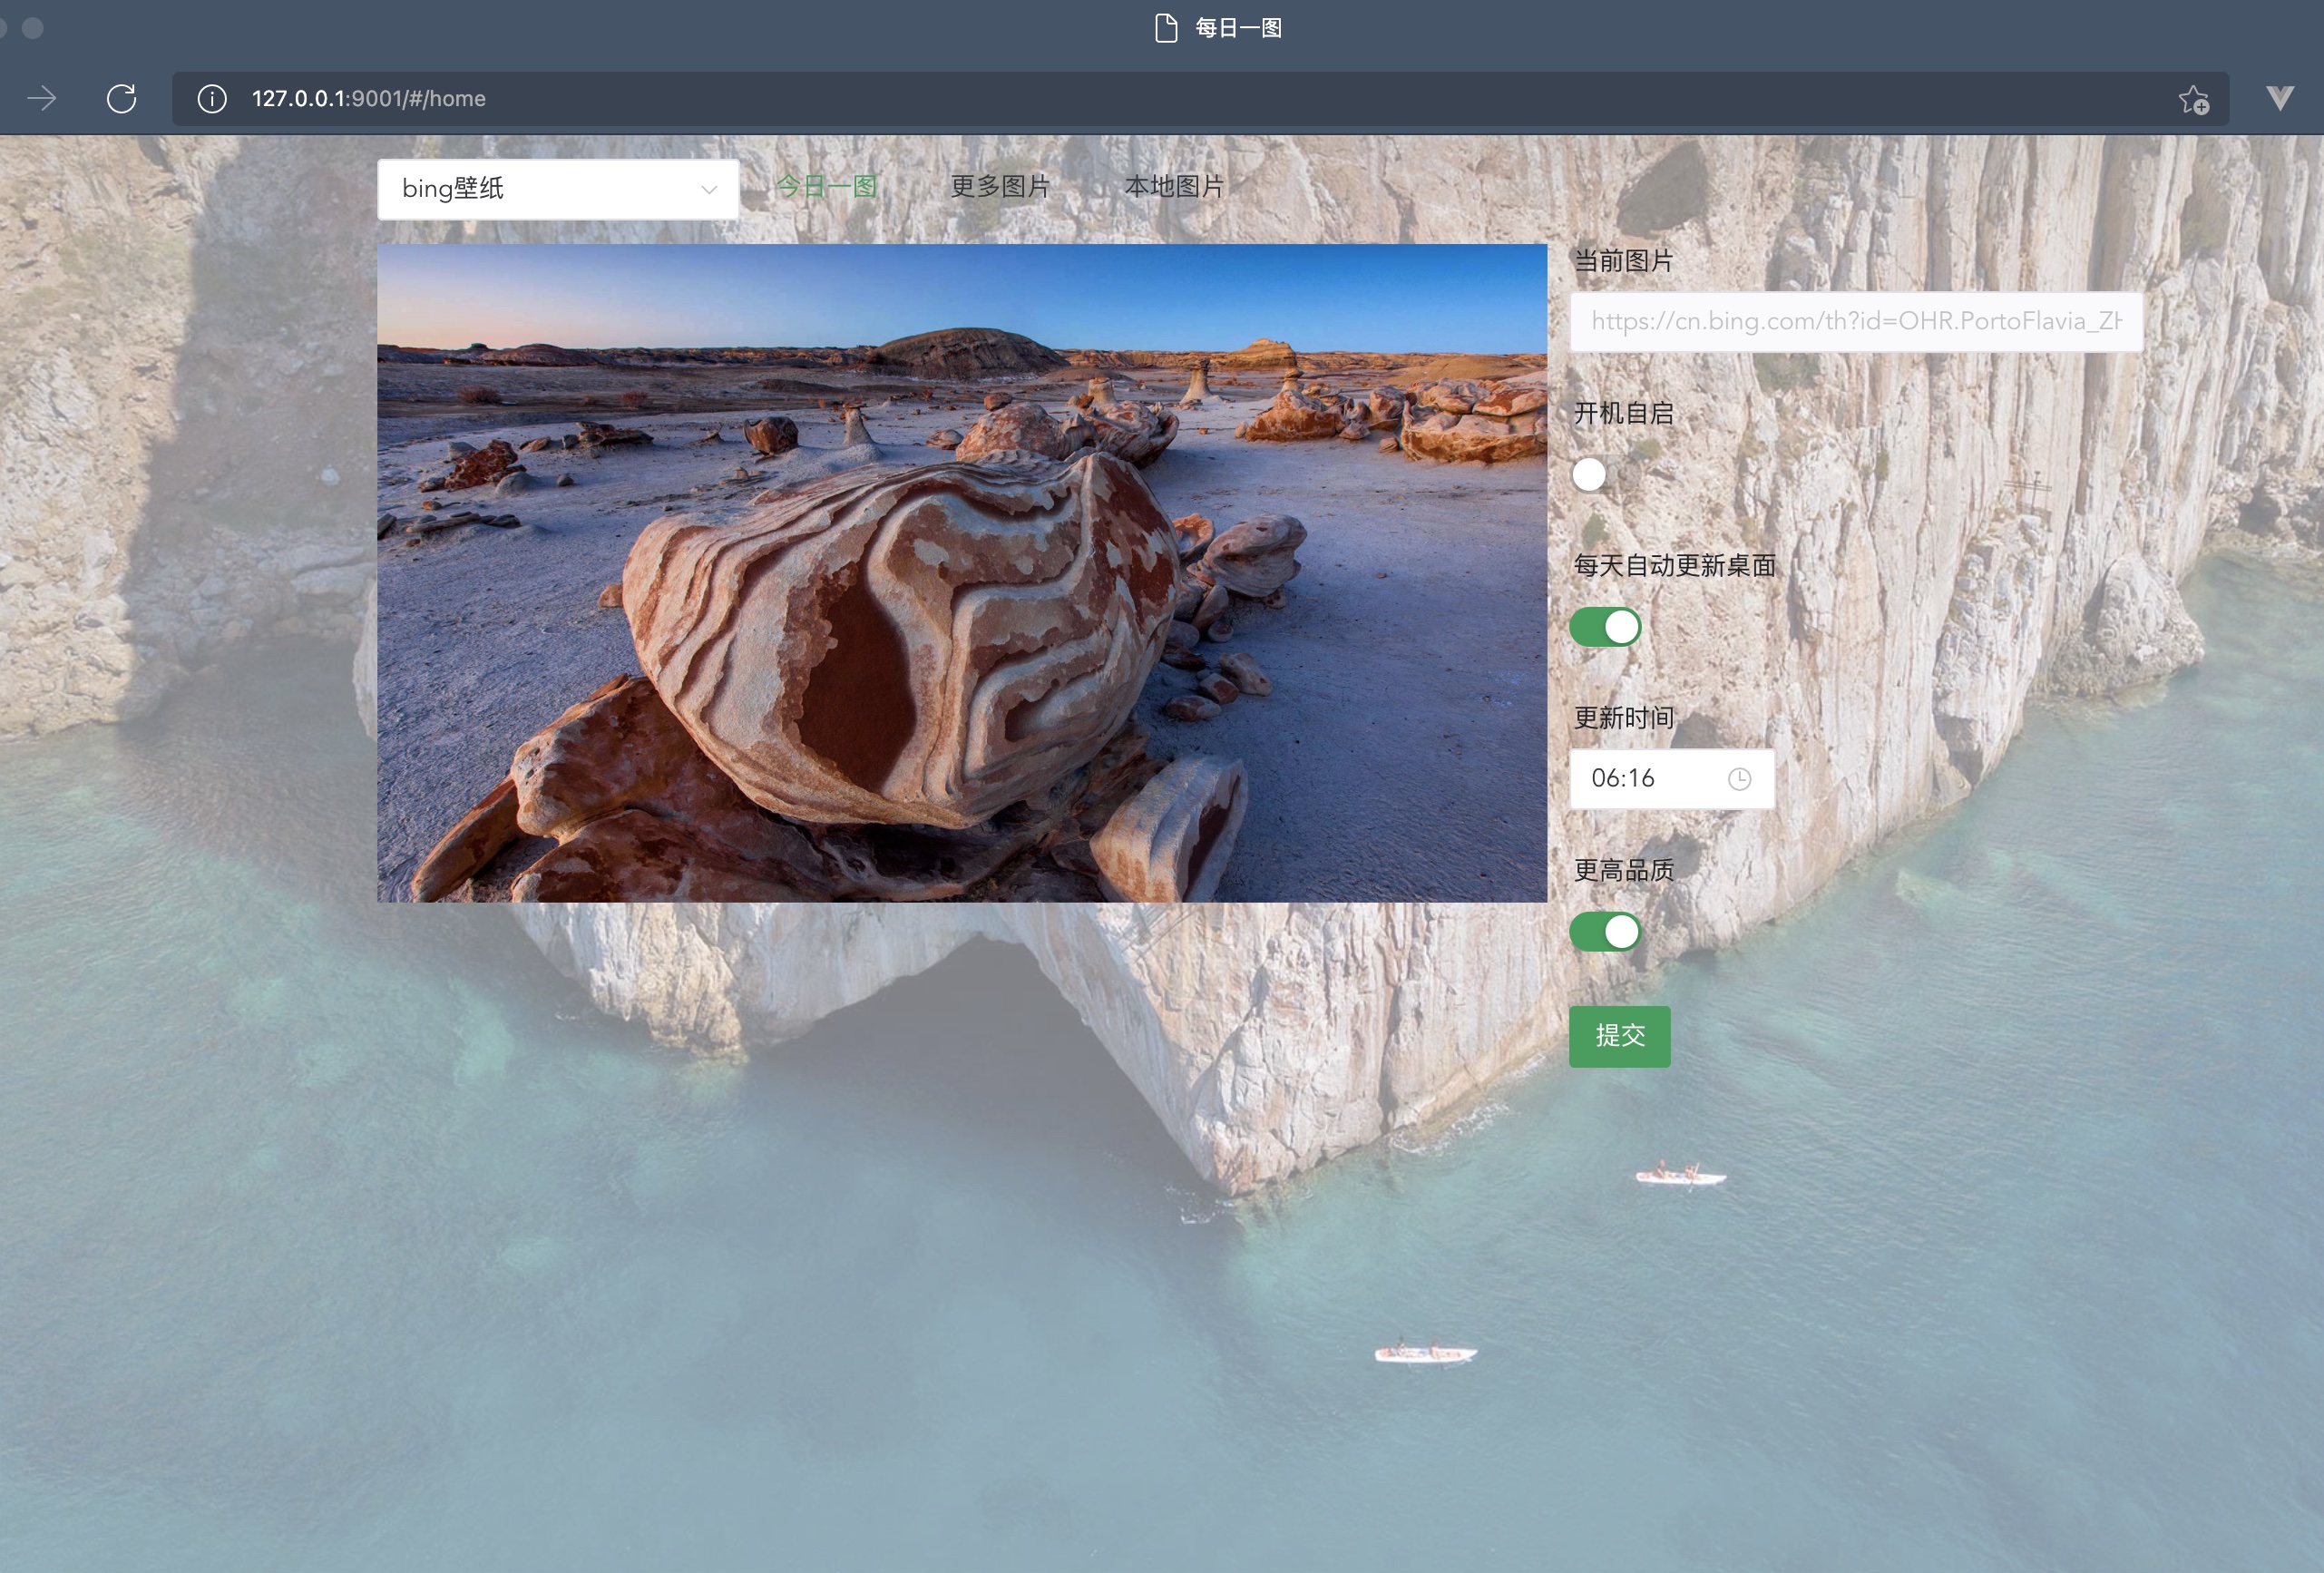 每日一图
127.0.0.1:9001/#/home
bing壁纸
今日一图
更多图片
本地图片
当前图片
https://cn.bing.com/th?id=OHR.PortoFlavia_ZH
开机自启
每天自动更新桌面
更新时间
06:16
更高品质
提交